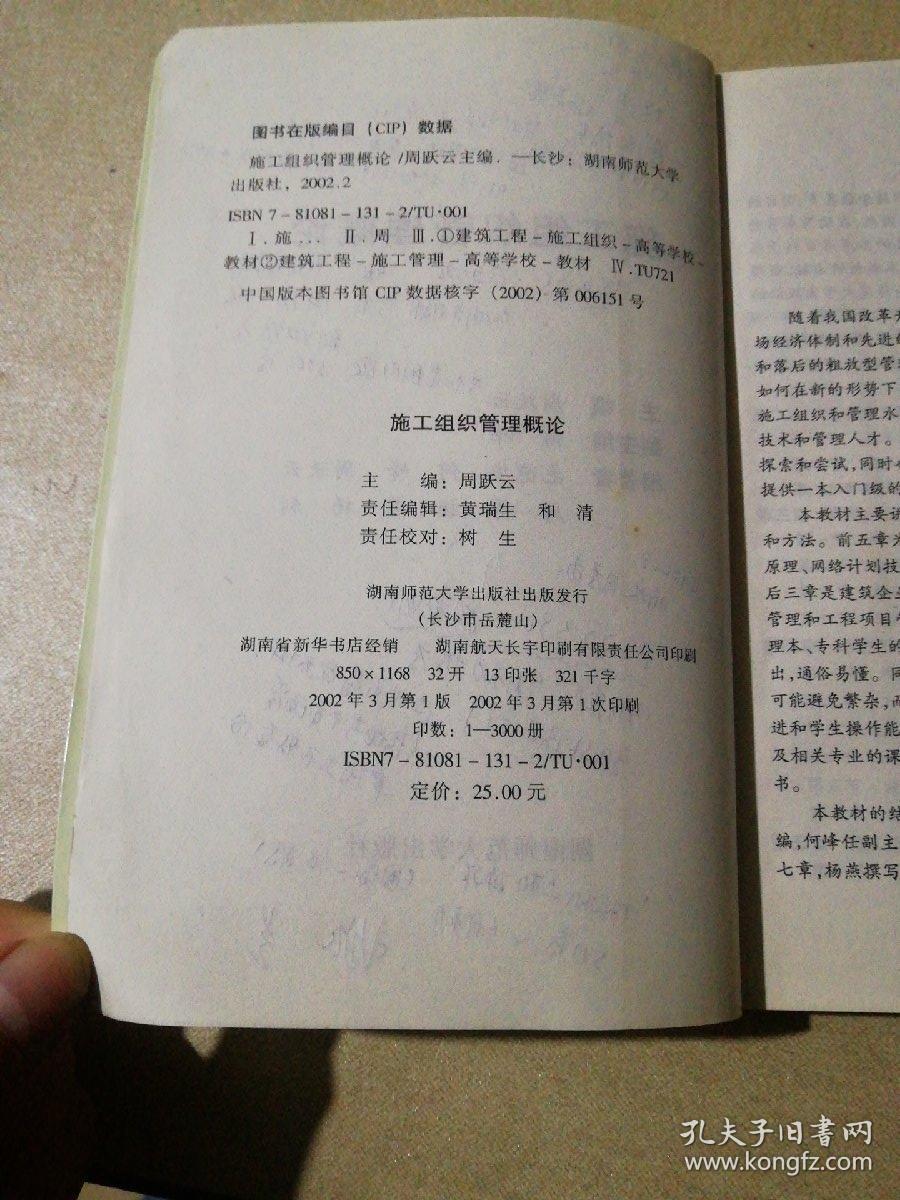 图书在版编目（CIP）数据
施工组织管理概论/周跃云主编．—长沙：湖南师范大学
出版社，2002.2
ISBN 7－81081－131－2/TU·001
Ⅰ.施… Ⅱ.周 Ⅲ.①建筑工程－施工组织－高等学校－
教材②建筑工程－施工管理－高等学校－教材 Ⅳ.TU721
中国版本图书馆CIP数据核字（2002）第006151号
施工组织管理概论
主 编：周跃云
责任编辑：黄瑞生 和 清
责任校对：树 生
湖南师范大学出版社出版发行
（长沙市岳麓山）
湖南省新华书店经销 湖南航天长宇印刷有限责任公司印刷
850×1168 32开 13印张 321千字
2002年3月第1版 2002年3月第1次印刷
印数：1—3000册
ISBN7－81081－131－2/TU·001
定价：25.00元
随着我国改革
场经济体制和先进
和落后的粗放型管
如何在新的形势下
施工组织和管理水
技术和管理人才。
探索和尝试,同时
提供一本入门级的
本教材主要讲
和方法。前五章
原理、网络计划技
后三章是建筑企
管理和工程项目
理本、专科学生的
出,通俗易懂。同
可能避免繁杂,而
进和学生操作能
及相关专业的课
书。
本教材的结
编,何峰任副主
七章,杨燕撰写
孔夫子旧书网
www.kongfz.com